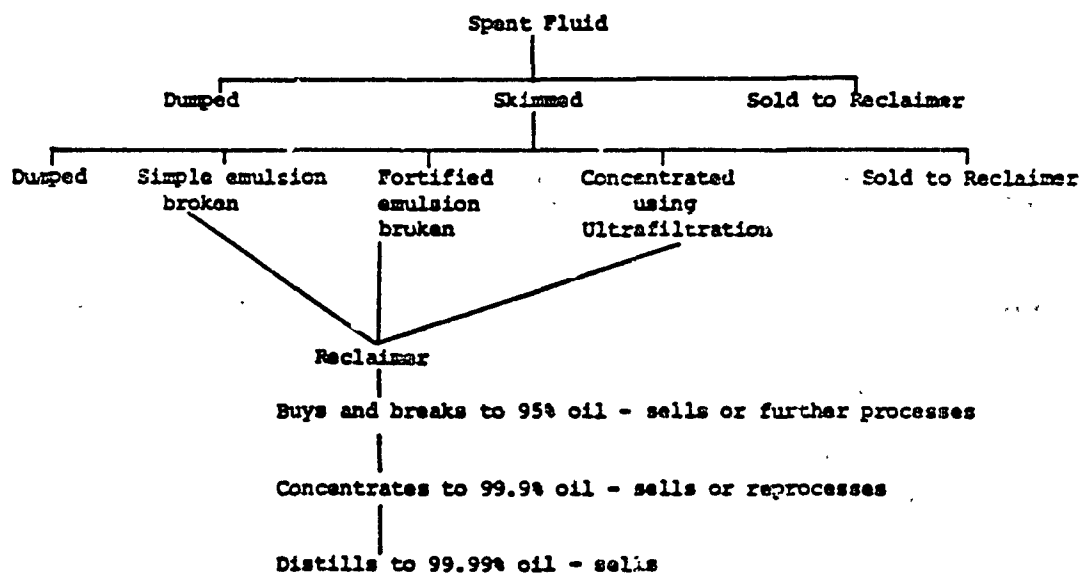 Spent Fluid
Dumped Skimmed Sold to Reclaimer
Dumped Simple emulsion Fortified Concentrated Sold to Reclaimer
broken emulsion using
broken Ultrafiltration
Reclaimer
Buys and breaks to 95% oil - sells or further processes
Concentrates to 99.9% oil - sells or reprocesses
Distills to 99.99% oil - sells